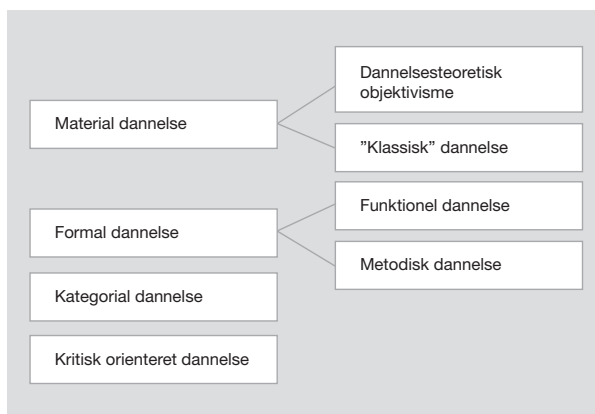 Material dannelse
Dannelsesteoretisk
objektivisme
”Klassisk” dannelse
Formal dannelse
Funktionel dannelse
Metodisk dannelse
Kategorial dannelse
Kritisk orienteret dannelse